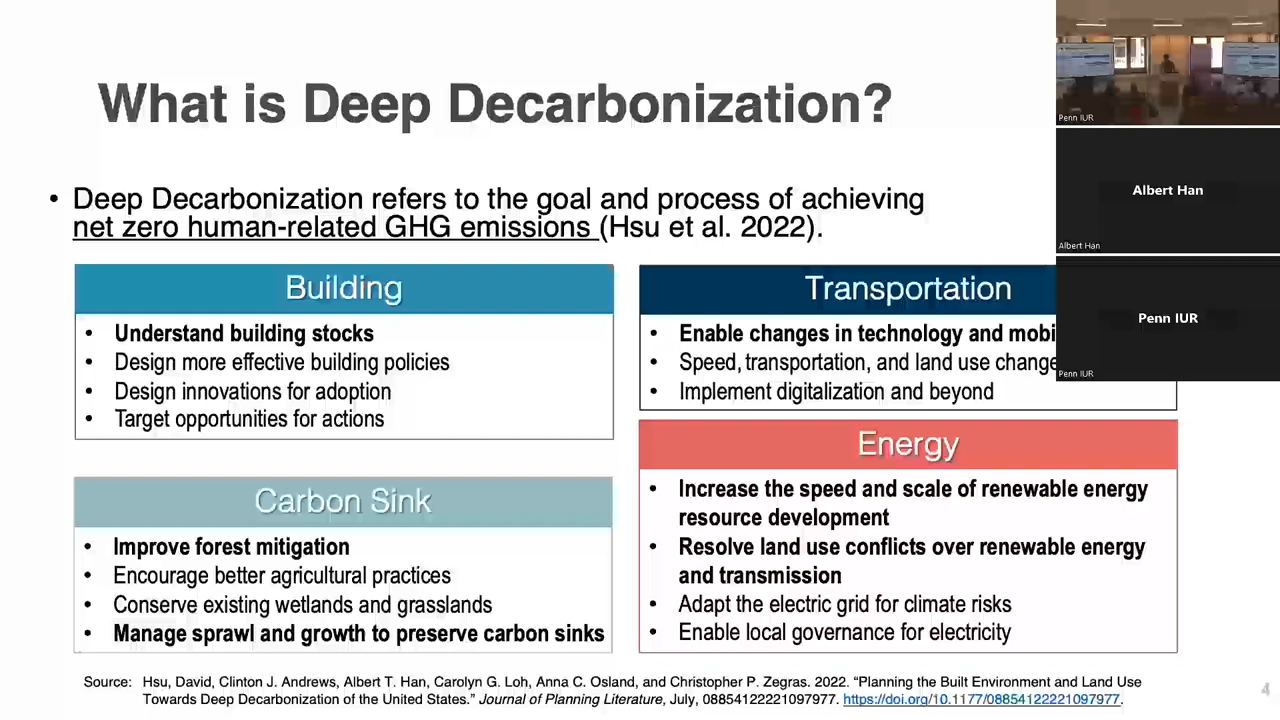 What is Deep Decarbonization?
• Deep Decarbonization refers to the goal and process of achieving
net zero human-related GHG emissions (Hsu et al. 2022).
Building
• Understand building stocks
• Design more effective building policies
• Design innovations for adoption
• Target opportunities for actions
Transportation
• Enable changes in technology and mobi
• Speed, transportation, and land use change
• Implement digitalization and beyond
Carbon Sink
• Improve forest mitigation
• Encourage better agricultural practices
• Conserve existing wetlands and grasslands
• Manage sprawl and growth to preserve carbon sinks
Energy
• Increase the speed and scale of renewable energy
resource development
• Resolve land use conflicts over renewable energy
and transmission
• Adapt the electric grid for climate risks
• Enable local governance for electricity
Source: Hsu, David, Clinton J. Andrews, Albert T. Han, Carolyn G. Loh, Anna C. Osland, and Christopher P. Zegras. 2022. “Planning the Built Environment and Land Use
Towards Deep Decarbonization of the United States.” Journal of Planning Literature, July, 08854122221097977. https://doi.org/10.1177/08854122221097977.
4
Penn IUR
Albert Han
Albert Han
Penn IUR
Penn IUR